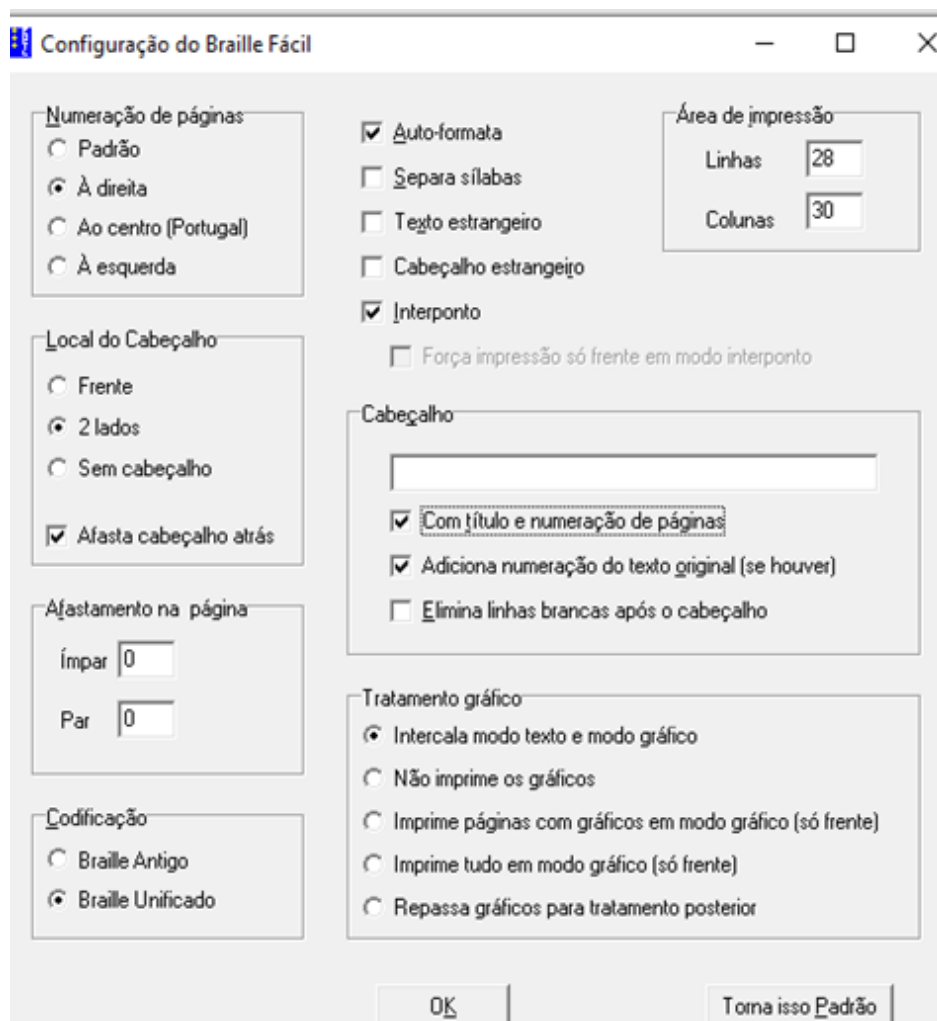 Configuração do Braille Fácil
Numeração de páginas
Padrão
À direita
Ao centro (Portugal)
À esquerda
Local do Cabeçalho
Frente
2 lados
Sem cabeçalho
Afasta cabeçalho atrás
Afastamento na página
Ímpar 0
Par 0
Codificação
Braille Antigo
Braille Unificado
Auto-formata
Separa sílabas
Texto estrangeiro
Cabeçalho estrangeiro
Interponto
Força impressão só frente em modo interponto
Área de impressão
Linhas 28
Colunas 30
Cabeçalho
Com título e numeração de páginas
Adiciona numeração do texto original (se houver)
Elimina linhas brancas após o cabeçalho
Tratamento gráfico
Intercala modo texto e modo gráfico
Não imprime os gráficos
Imprime páginas com gráficos em modo gráfico (só frente)
Imprime tudo em modo gráfico (só frente)
Repassa gráficos para tratamento posterior
OK
Torna isso Padrão